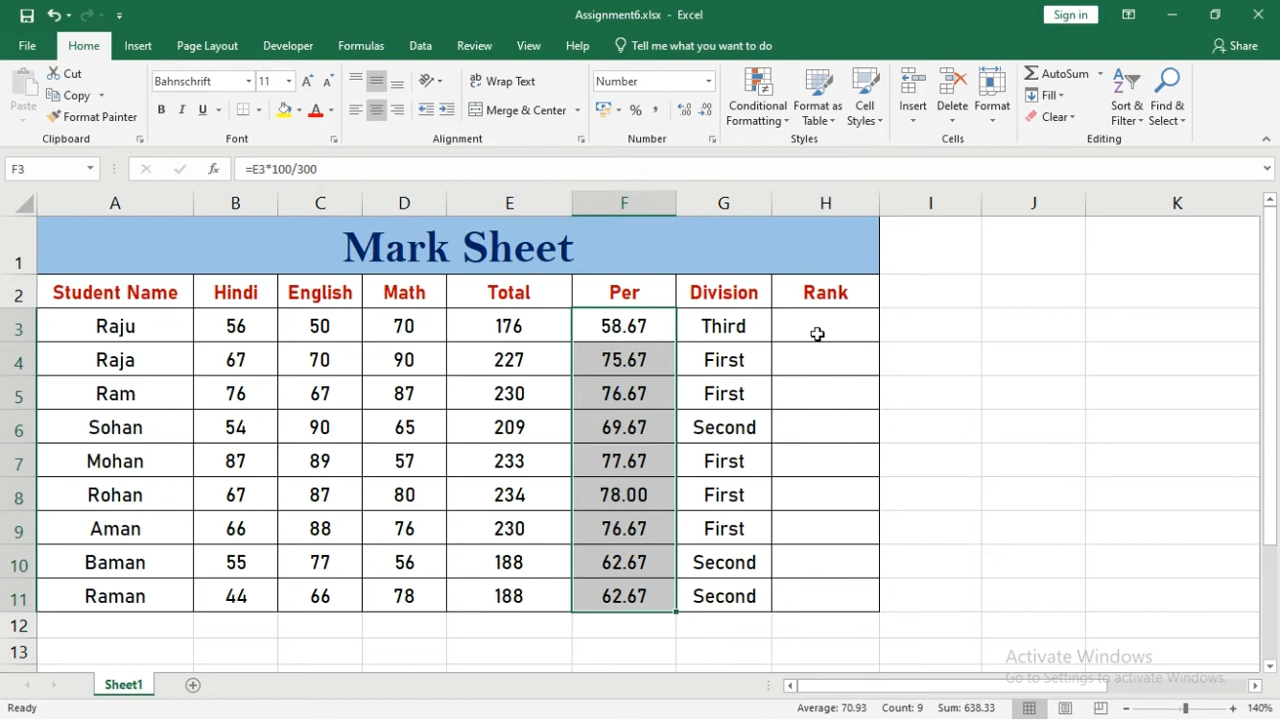 Assignment6.xlsx - Excel
Sign in
File Home Insert Page Layout Developer Formulas Data Review View Help Tell me what you want to do Share
Paste Cut Copy Format Painter Clipboard
Bahnschrift 11 B I U A A A Font
Wrap Text Merge & Center Alignment
Number % , Number
Conditional Formatting Format as Table Cell Styles Styles
Insert Delete Format Cells
AutoSum Fill Clear Sort & Filter Find & Select Editing
F3 fx =E3*100/300
A B C D E F G H I J K
1 Mark Sheet
2 Student Name Hindi English Math Total Per Division Rank
3 Raju 56 50 70 176 58.67 Third
4 Raja 67 70 90 227 75.67 First
5 Ram 76 67 87 230 76.67 First
6 Sohan 54 90 65 209 69.67 Second
7 Mohan 87 89 57 233 77.67 First
8 Rohan 67 87 80 234 78.00 First
9 Aman 66 88 76 230 76.67 First
10 Baman 55 77 56 188 62.67 Second
11 Raman 44 66 78 188 62.67 Second
12
13
Activate Windows
Go to Settings to activate Windows.
Sheet1
Ready Average: 70.93 Count: 9 Sum: 638.33 140%